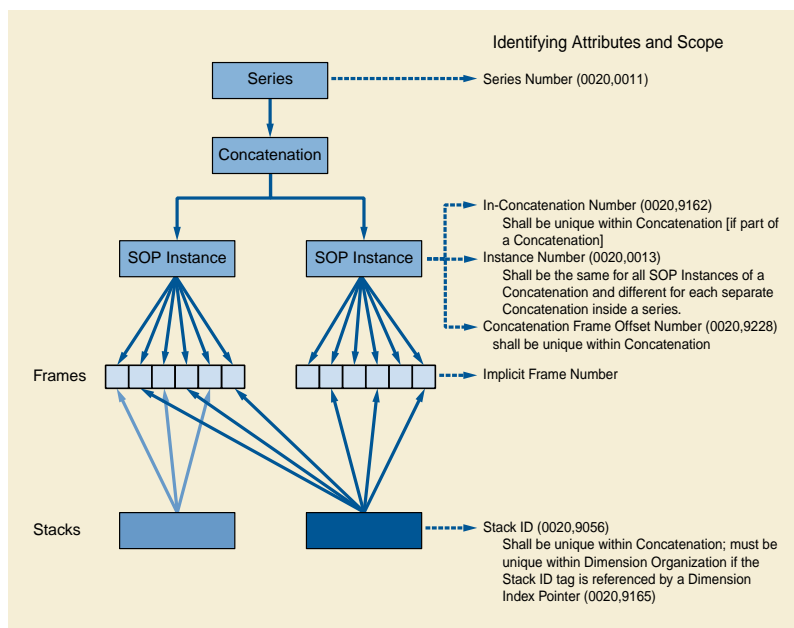 Identifying Attributes and Scope
Series
Series Number (0020,0011)
Concatenation
In-Concatenation Number (0020,9162)
Shall be unique within Concatenation [if part
of a Concatenation]
SOP Instance
SOP Instance
Instance Number (0020,0013)
Shall be the same for all SOP Instances of a
Concatenation and different for each separate
Concatenation inside a series.
Concatenation Frame Offset Number (0020,9228)
shall be unique within Concatenation
Frames
Implicit Frame Number
Stacks
Stack ID (0020,9056)
Shall be unique within Concatenation; must be
unique within Dimension Organization if the
Stack ID tag is referenced by a Dimension
Index Pointer (0020,9165)